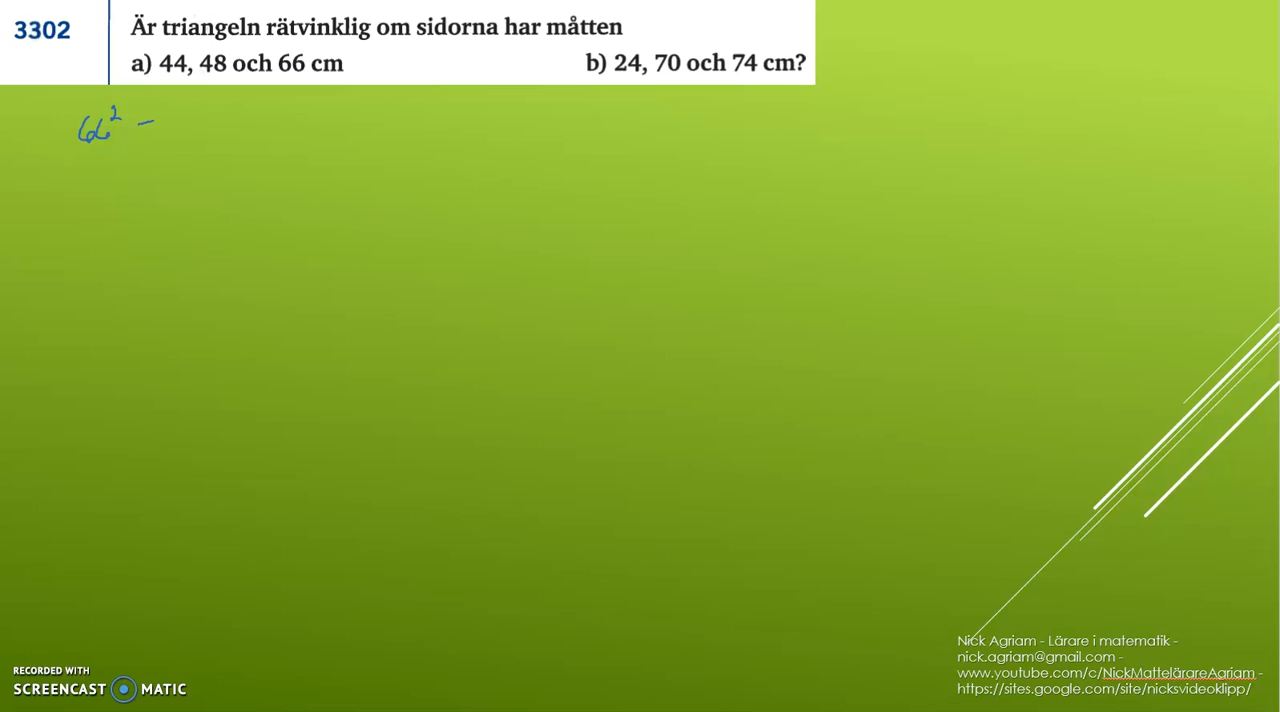 3302
Är triangeln rätvinklig om sidorna har måtten
a) 44, 48 och 66 cm
b) 24, 70 och 74 cm?
66² -
Nick Agriam - Lärare i matematik -
nick.agriam@gmail.com -
www.youtube.com/c/NickMattelärareAgriam -
https://sites.google.com/site/nicksvideoklipp/
RECORDED WITH
SCREENCAST MATIC